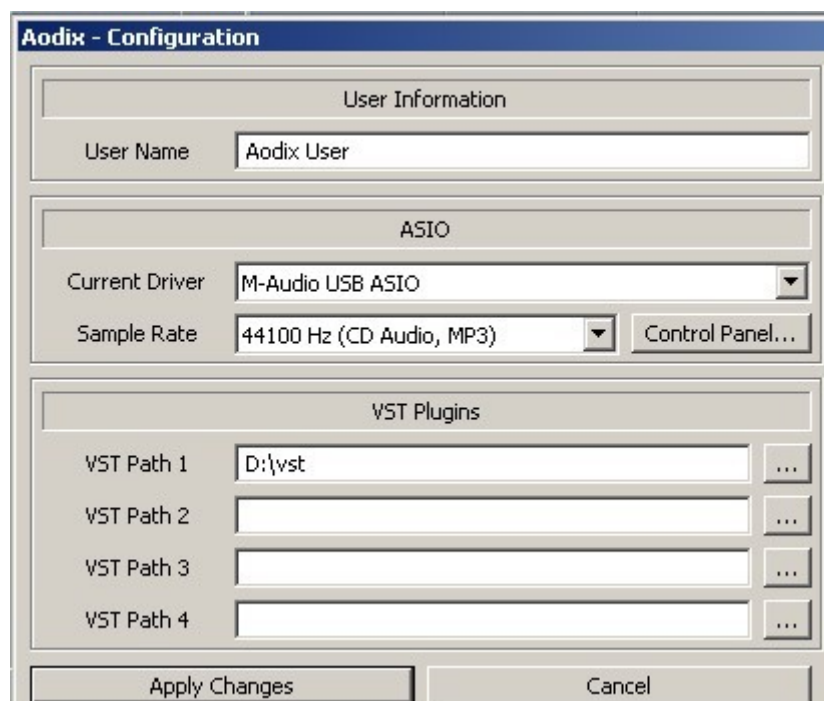 Aodix - Configuration
User Information
User Name Aodix User
ASIO
Current Driver M-Audio USB ASIO
Sample Rate 44100 Hz (CD Audio, MP3) Control Panel...
VST Plugins
VST Path 1 D:\vst ...
VST Path 2 ...
VST Path 3 ...
VST Path 4 ...
Apply Changes Cancel